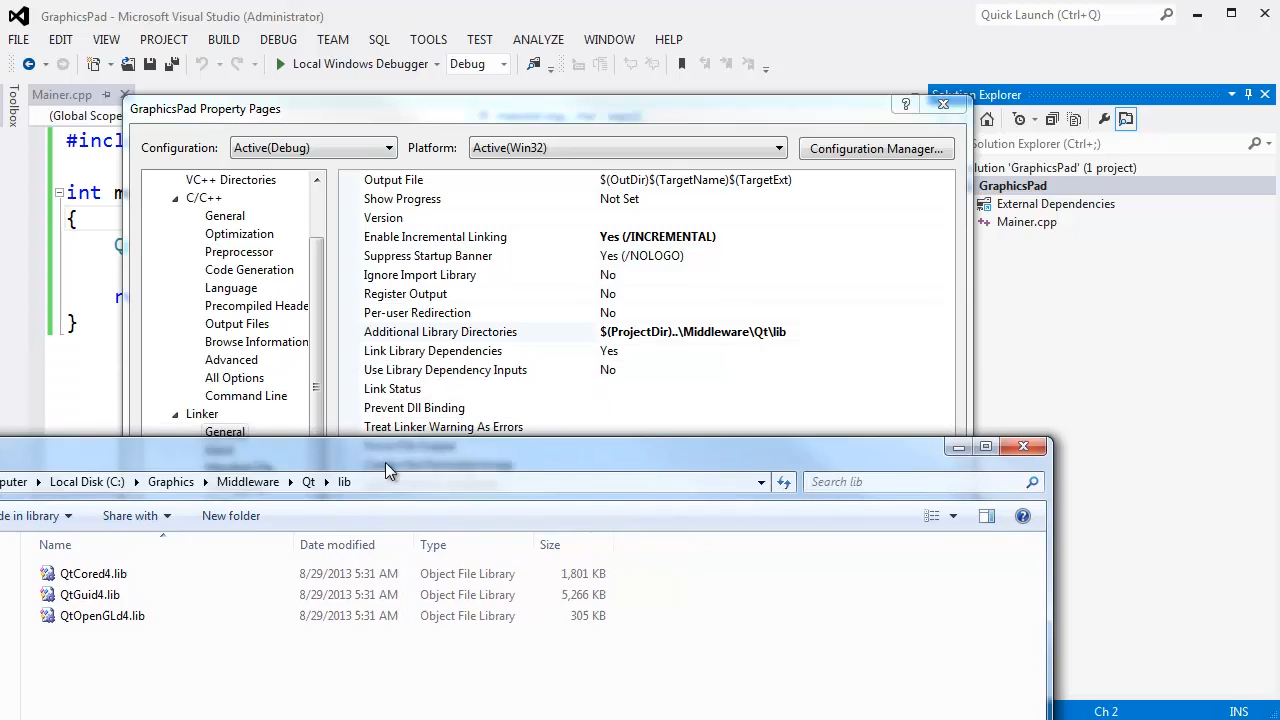 GraphicsPad - Microsoft Visual Studio (Administrator)
Quick Launch (Ctrl+Q)
FILE EDIT VIEW PROJECT BUILD DEBUG TEAM SQL TOOLS TEST ANALYZE WINDOW HELP
Local Windows Debugger Debug
Toolbox
Mainer.cpp
Solution Explorer
GraphicsPad Property Pages
(Global Scope
#incl
int m
{
}
Configuration: Active(Debug) Platform: Active(Win32) Configuration Manager...
Solution Explorer (Ctrl+;)
lution 'GraphicsPad' (1 project)
GraphicsPad
External Dependencies
Mainer.cpp
VC++ Directories
C/C++
General
Optimization
Preprocessor
Code Generation
Language
Precompiled Heade
Output Files
Browse Information
Advanced
All Options
Command Line
Linker
General
Output File $(OutDir)$(TargetName)$(TargetExt)
Show Progress Not Set
Version
Enable Incremental Linking Yes (/INCREMENTAL)
Suppress Startup Banner Yes (/NOLOGO)
Ignore Import Library No
Register Output No
Per-user Redirection No
Additional Library Directories $(ProjectDir)..\Middleware\Qt\lib
Link Library Dependencies Yes
Use Library Dependency Inputs No
Link Status
Prevent Dll Binding
Treat Linker Warning As Errors
puter Local Disk (C:) Graphics Middleware Qt lib
Search lib
de in library Share with New folder
Name Date modified Type Size
QtCored4.lib 8/29/2013 5:31 AM Object File Library 1,801 KB
QtGuid4.lib 8/29/2013 5:31 AM Object File Library 5,266 KB
QtOpenGLd4.lib 8/29/2013 5:31 AM Object File Library 305 KB
Ch 2 INS